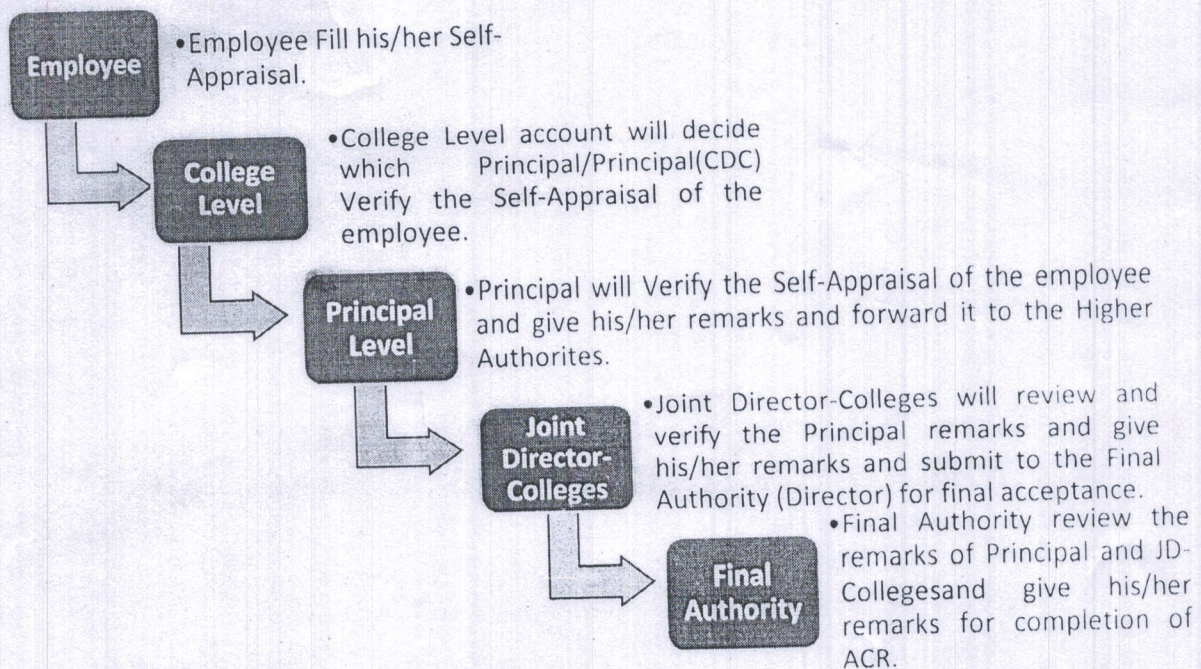 Employee
•Employee Fill his/her Self-
Appraisal.
College
Level
•College Level account will decide
which Principal/Principal(CDC)
Verify the Self-Appraisal of the
employee.
Principal
Level
•Principal will Verify the Self-Appraisal of the employee
and give his/her remarks and forward it to the Higher
Authorites.
Joint
Director-
Colleges
•Joint Director-Colleges will review and
verify the Principal remarks and give
his/her remarks and submit to the Final
Authority (Director) for final acceptance.
Final
Authority
•Final Authority review the
remarks of Principal and JD-
Collegesand give his/her
remarks for completion of
ACR.